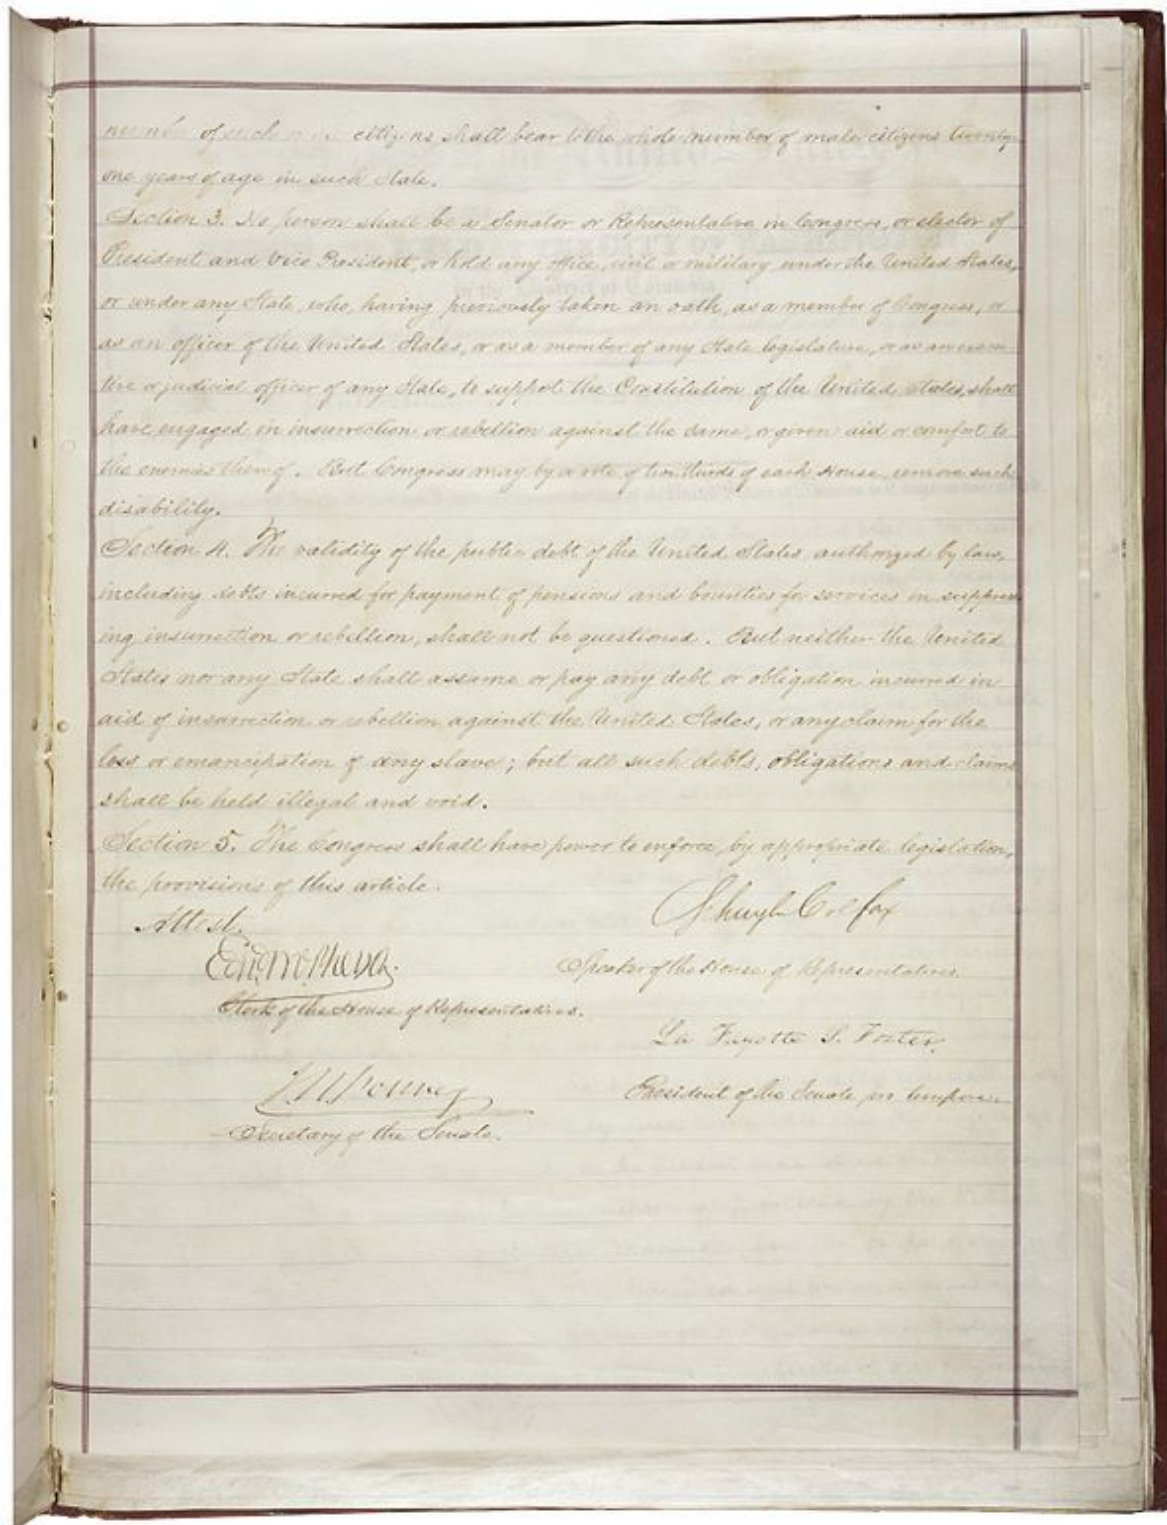 number of such male citizens shall bear to the whole number of male citizens twenty-
one years of age in such State.
Section 3. No person shall be a Senator or Representative in Congress, or elector of
President and Vice President, or hold any office, civil or military, under the United States,
or under any State, who, having previously taken an oath, as a member of Congress, or
as an officer of the United States, or as a member of any State legislature, or as an execu-
tive or judicial officer of any State, to support the Constitution of the United States, shall
have engaged in insurrection or rebellion against the same, or given aid or comfort to
the enemies thereof. But Congress may by a vote of two-thirds of each House, remove such
disability.
Section 4. The validity of the public debt of the United States, authorized by law,
including debts incurred for payment of pensions and bounties for services in suppress-
ing insurrection or rebellion, shall not be questioned. But neither the United
States nor any State shall assume or pay any debt or obligation incurred in
aid of insurrection or rebellion against the United States, or any claim for the
loss or emancipation of any slave; but all such debts, obligations and claims
shall be held illegal and void.
Section 5. The Congress shall have power to enforce, by appropriate legislation,
the provisions of this article.
Schuyler Colfax
Attest.
Edw. McPherson
Speaker of the House of Representatives.
Clerk of the House of Representatives.
La Fayette S. Foster
J. W. Forney
President of the Senate pro tempore.
Secretary of the Senate.